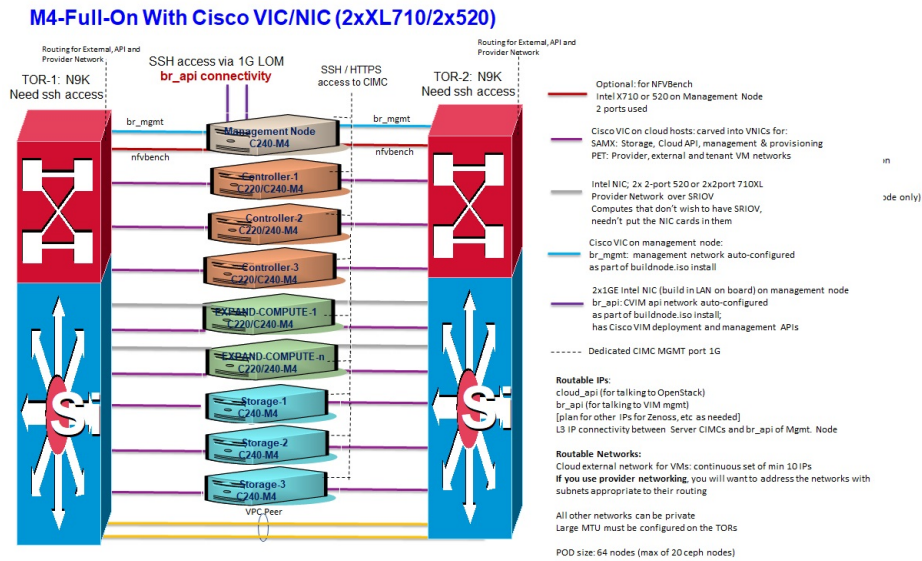 M4-Full-On With Cisco VIC/NIC (2xXL710/2x520)
Routing for External, API and
Provider Network
TOR-1: N9K
Need ssh access
SSH access via 1G LOM
br_api connectivity
SSH / HTTPS
access to CIMC
Routing for External, API and
Provider Network
TOR-2: N9K
Need ssh access
br_mgmt
br_mgmt
nfvbench
nfvbench
Management Node
C240-M4
Controller-1
C220/C240-M4
Controller-2
C220/240-M4
Controller-3
C220/240-M4
EXPAND-COMPUTE-1
C220/C240-M4
EXPAND-COMPUTE-n
C220/240-M4
Storage-1
C240-M4
Storage-2
C240-M4
Storage-3
C240-M4
VPC Peer
Si
Si
Optional: for NFVBench
Intel X710 or 520 on Management Node
2 ports used
Cisco VIC on cloud hosts: carved into VNICs for:
SAMX: Storage, Cloud API, management & provisioning
PET: Provider, external and tenant VM networks
Intel NIC; 2x 2-port 520 or 2x2port 710XL
Provider Network over SRIOV
Computes that don't wish to have SRIOV,
needn't put the NIC cards in them
Cisco VIC on management node:
br_mgmt: management network auto-configured
as part of buildnode.iso install
2x1GE Intel NIC (build in LAN on board) on management node
br_api: CVIM api network auto-configured
as part of buildnode.iso install;
has Cisco VIM deployment and management APIs
Dedicated CIMC MGMT port 1G
Routable IPs:
cloud_api (for talking to OpenStack)
br_api (for talking to VIM mgmt)
[plan for other IPs for Zenoss, etc as needed]
L3 IP connectivity between Server CIMCs and br_api of Mgmt. Node
Routable Networks:
Cloud external network for VMs: continuous set of min 10 IPs
If you use provider networking, you will want to address the networks with
subnets appropriate to their routing
All other networks can be private
Large MTU must be configured on the TORs
POD size: 64 nodes (max of 20 ceph nodes)
on
ode only)